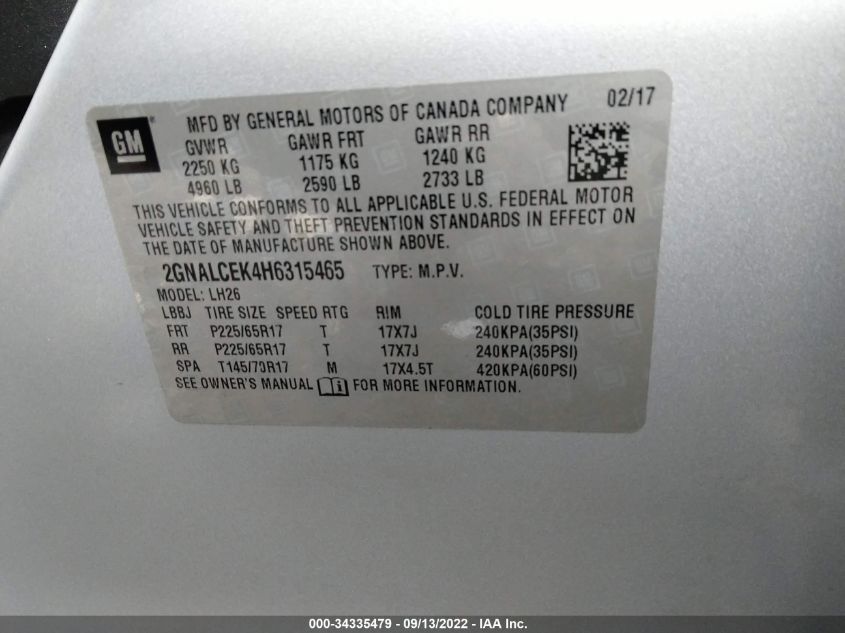 GM
MFD BY GENERAL MOTORS OF CANADA COMPANY 02/17
GVWR GAWR FRT GAWR RR
2250 KG 1175 KG 1240 KG
4960 LB 2590 LB 2733 LB
THIS VEHICLE CONFORMS TO ALL APPLICABLE U.S. FEDERAL MOTOR
VEHICLE SAFETY AND THEFT PREVENTION STANDARDS IN EFFECT ON
THE DATE OF MANUFACTURE SHOWN ABOVE.
2GNALCEK4H6315465 TYPE: M.P.V.
MODEL: LH26
LBBJ TIRE SIZE SPEED RTG RIM COLD TIRE PRESSURE
FRT P225/65R17 T 17X7J 240KPA(35PSI)
RR P225/65R17 T 17X7J 240KPA(35PSI)
SPA T145/70R17 M 17X4.5T 420KPA(60PSI)
SEE OWNER'S MANUAL FOR MORE INFORMATION.
000-34335479 - 09/13/2022 - IAA Inc.